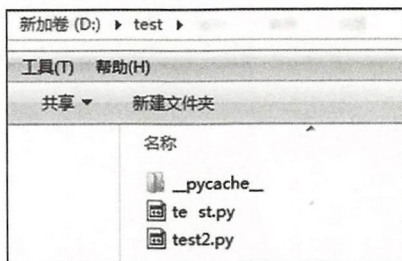 新加卷 (D:) ▸ test ▸
工具(T) 帮助(H)
共享 ▼ 新建文件夹
名称
__pycache__
te st.py
test2.py